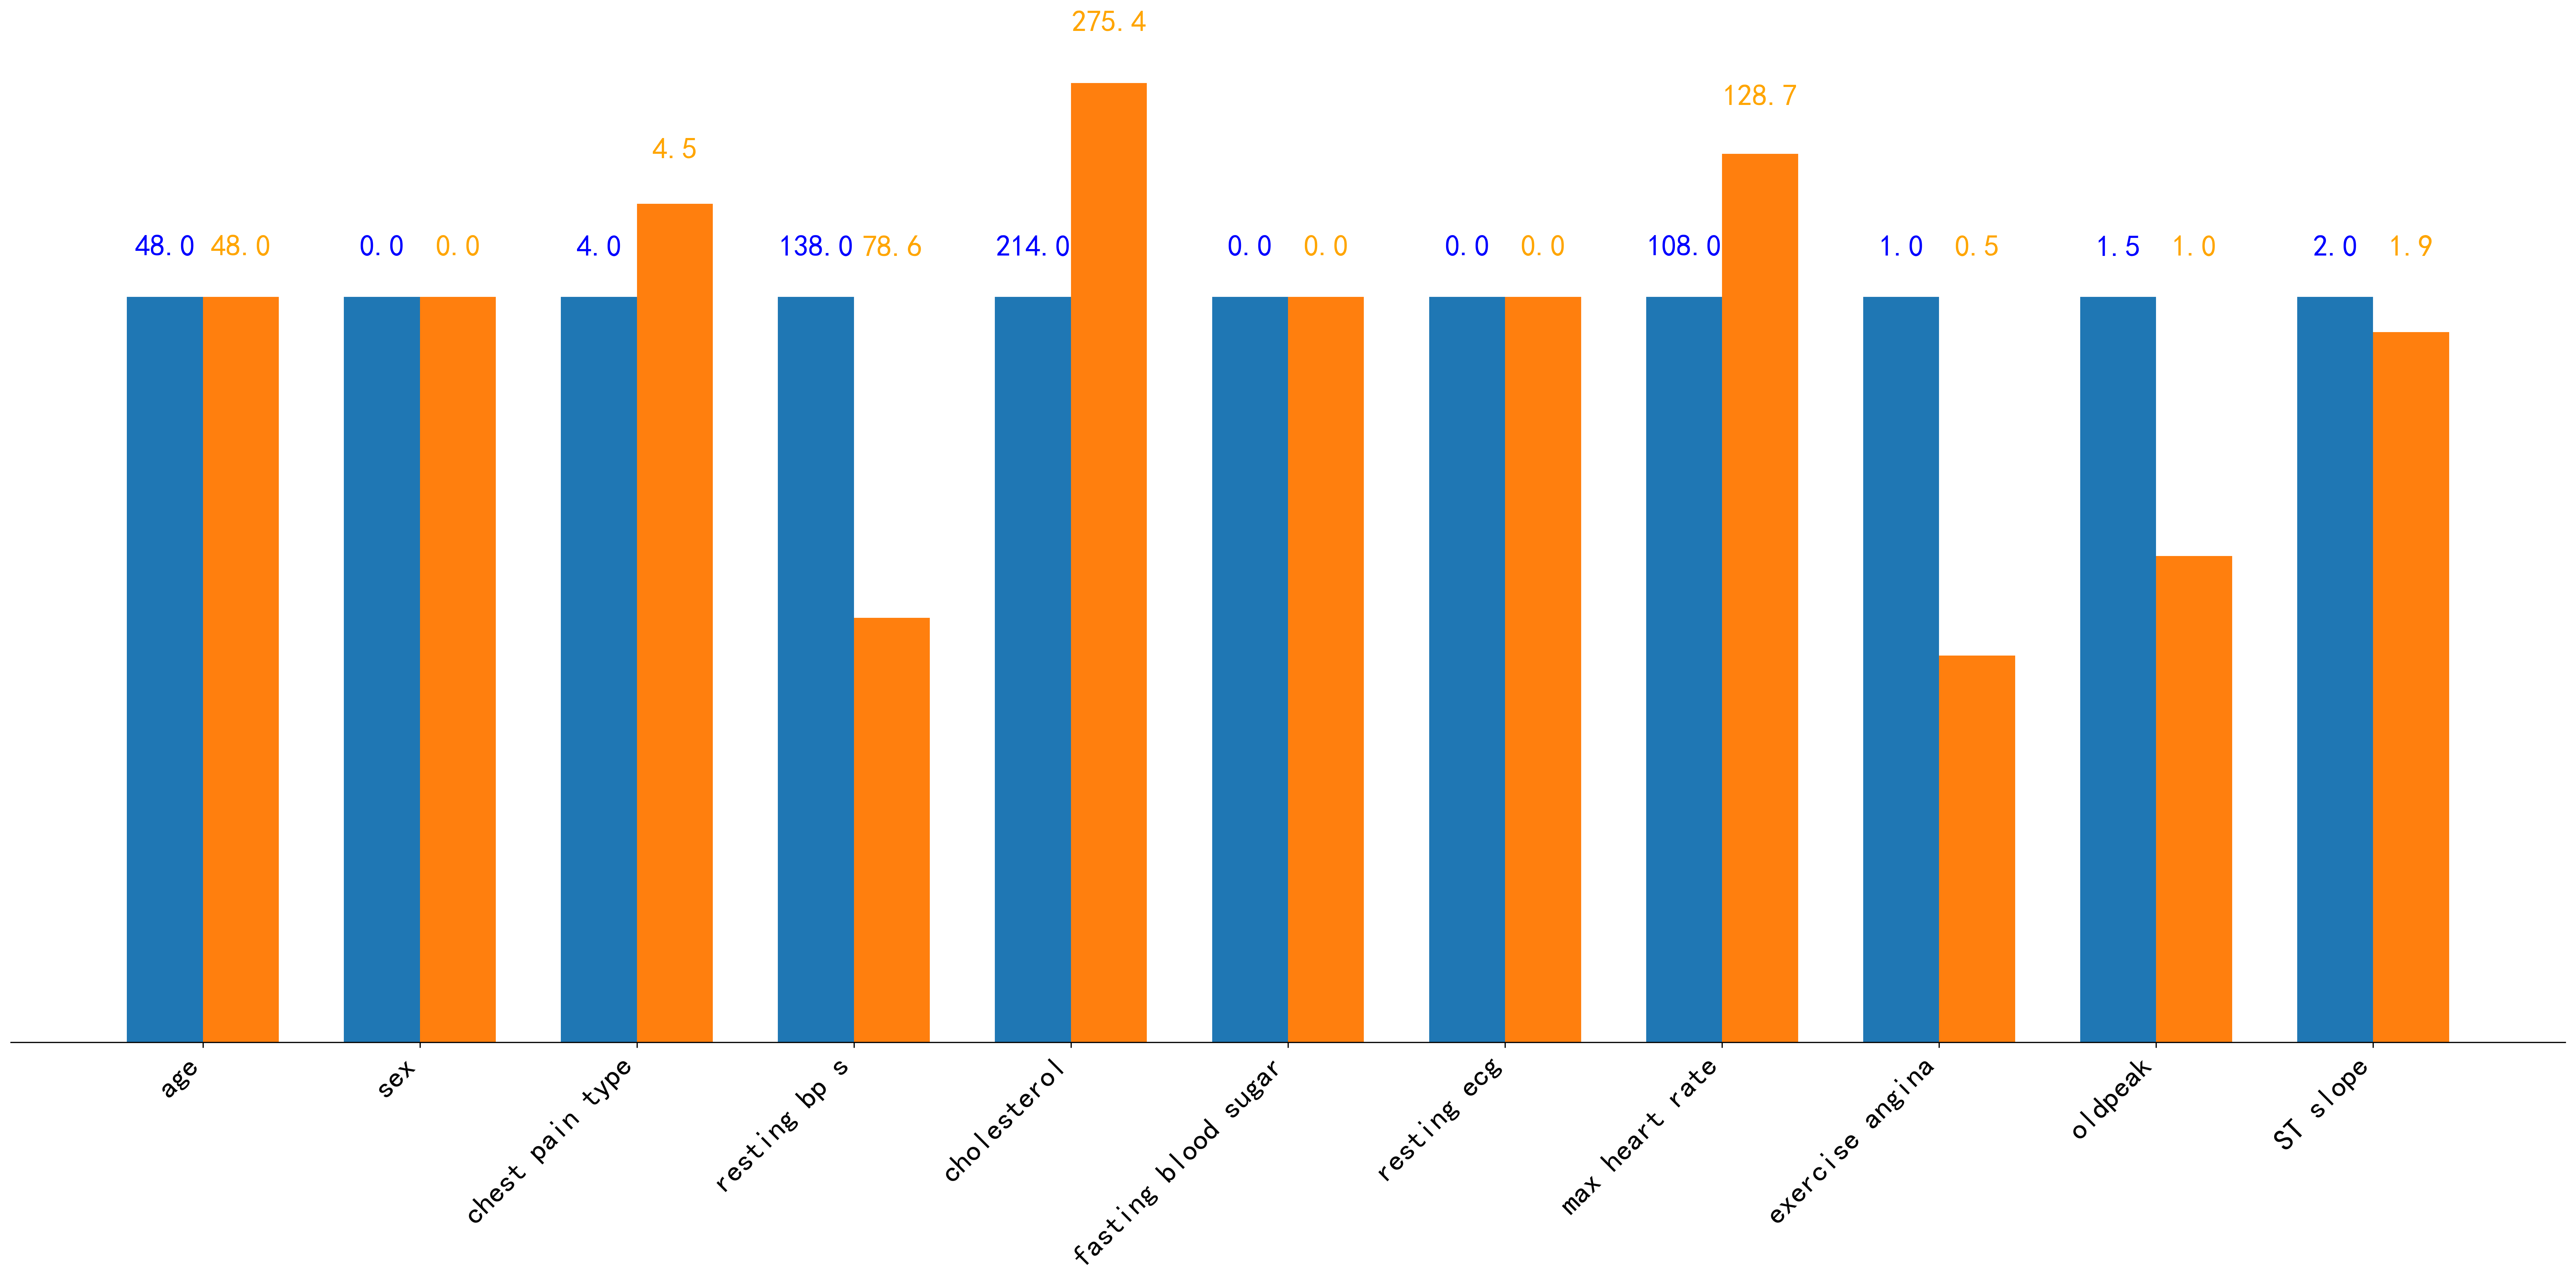 275.4
128.7
4.5
48.0 48.0 0.0 0.0 4.0 138.0 78.6 214.0 0.0 0.0 0.0 0.0 108.0 1.0 0.5 1.5 1.0 2.0 1.9
age
sex
chest pain type
resting bp s
cholesterol
fasting blood sugar
resting ecg
max heart rate
exercise angina
oldpeak
ST slope